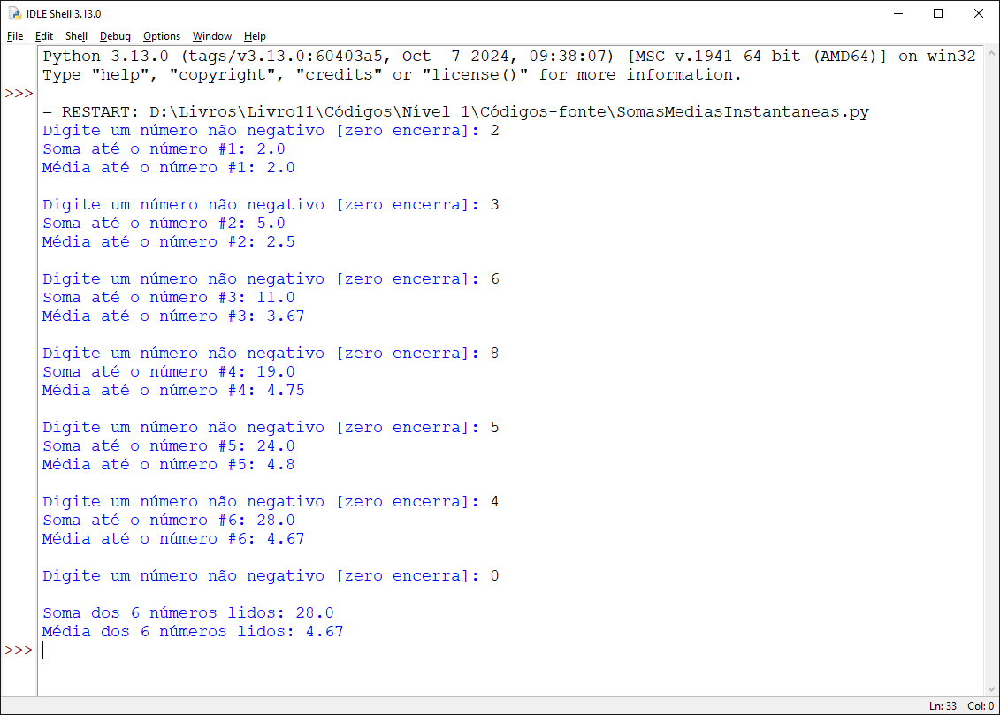 IDLE Shell 3.13.0
File Edit Shell Debug Options Window Help
Python 3.13.0 (tags/v3.13.0:60403a5, Oct  7 2024, 09:38:07) [MSC v.1941 64 bit (AMD64)] on win32
Type "help", "copyright", "credits" or "license()" for more information.
>>>
= RESTART: D:\Livros\Livro11\Códigos\Nível 1\Códigos-fonte\SomasMediasInstantaneas.py
Digite um número não negativo [zero encerra]: 2
Soma até o número #1: 2.0
Média até o número #1: 2.0
Digite um número não negativo [zero encerra]: 3
Soma até o número #2: 5.0
Média até o número #2: 2.5
Digite um número não negativo [zero encerra]: 6
Soma até o número #3: 11.0
Média até o número #3: 3.67
Digite um número não negativo [zero encerra]: 8
Soma até o número #4: 19.0
Média até o número #4: 4.75
Digite um número não negativo [zero encerra]: 5
Soma até o número #5: 24.0
Média até o número #5: 4.8
Digite um número não negativo [zero encerra]: 4
Soma até o número #6: 28.0
Média até o número #6: 4.67
Digite um número não negativo [zero encerra]: 0
Soma dos 6 números lidos: 28.0
Média dos 6 números lidos: 4.67
>>>
Ln: 33 Col: 0